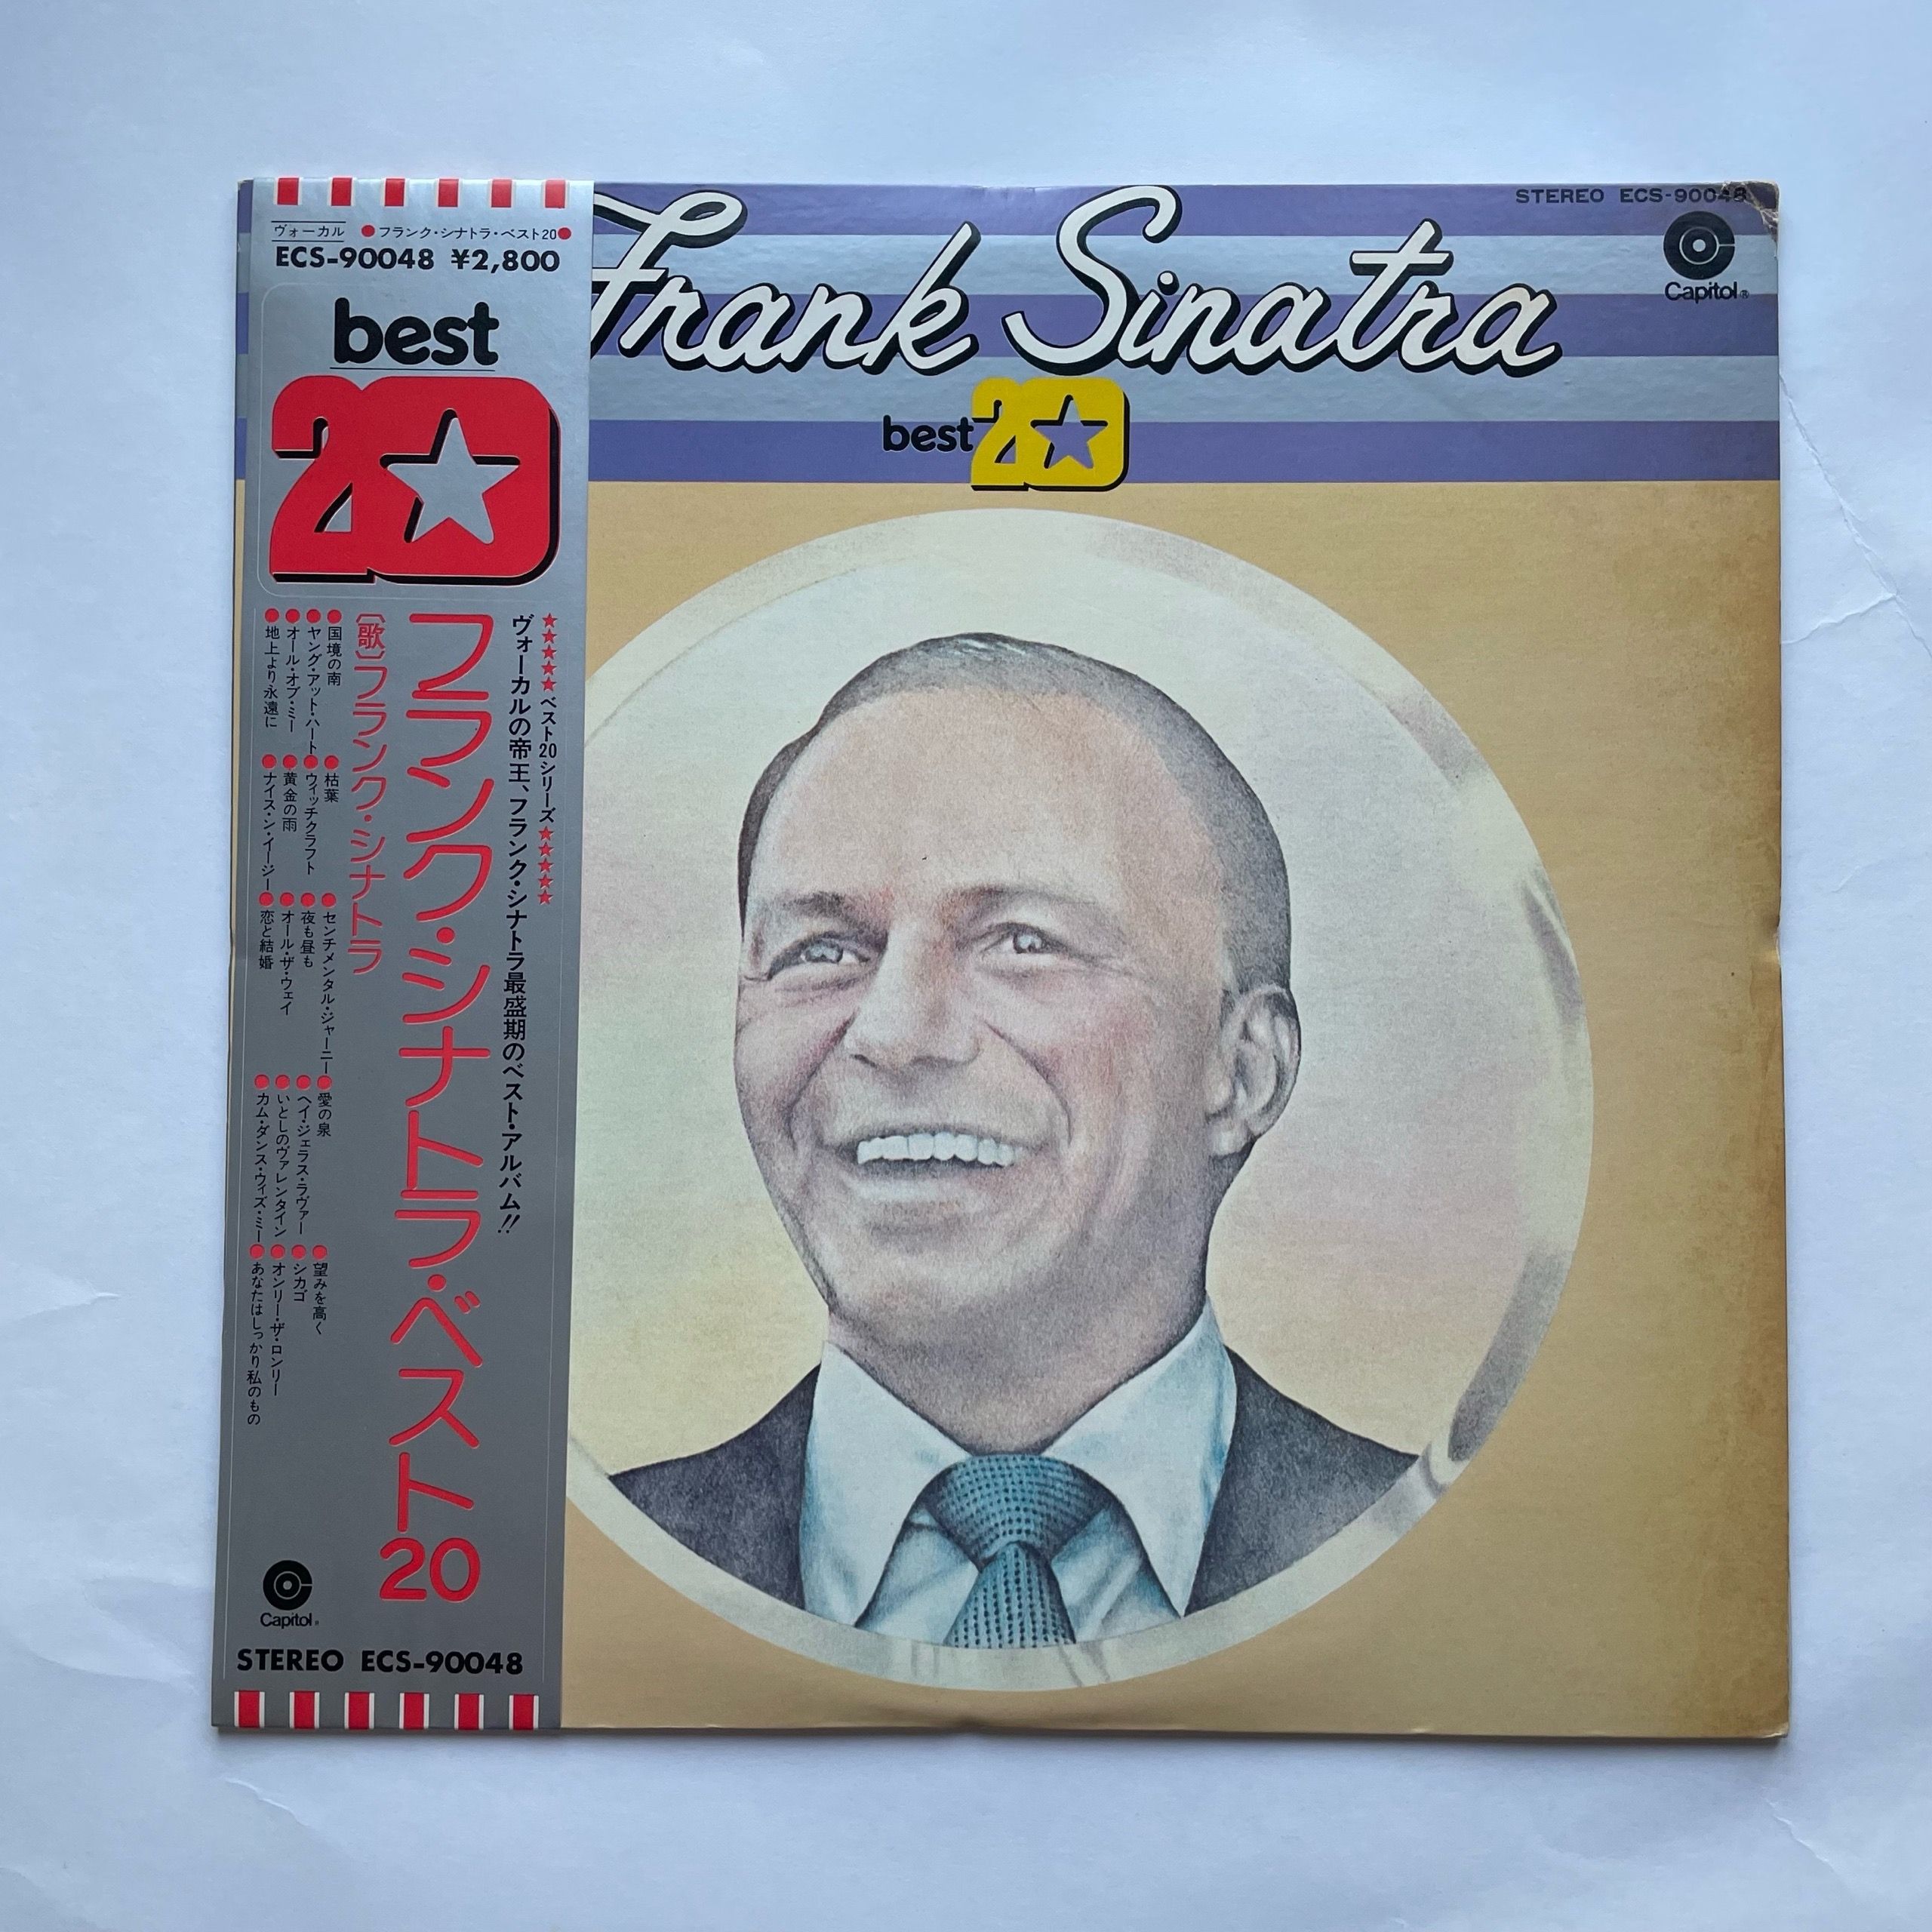 ヴォーカル ●フランク・シナトラ・ベスト20●
ECS-90048 ¥2,800
best
20
★★★★★ベスト20シリーズ★★★★★
ヴォーカルの帝王、フランク・シナトラ最盛期のベスト・アルバム!!
フランク・シナトラ・ベスト20
〔歌〕フランク・シナトラ
●国境の南
●枯葉
●センチメンタル・ジャーニー
●愛の泉
●望みを高く
●ヤング・アット・ハート
●ウィッチクラフト
●夜も昼も
●ヘイ・ジェラス・ラヴァー
●シカゴ
●オール・オブ・ミー
●黄金の雨
●オール・ザ・ウェイ
●いとしのヴァレンタイン
●オンリー・ザ・ロンリー
●地上より永遠に
●ナイス・ン・イージー
●恋と結婚
●カム・ダンス・ウィズ・ミー
●あなたはしっかり私のもの
Capitol®
STEREO ECS-90048
STEREO ECS-90048
Capitol®
Frank Sinatra
best 20